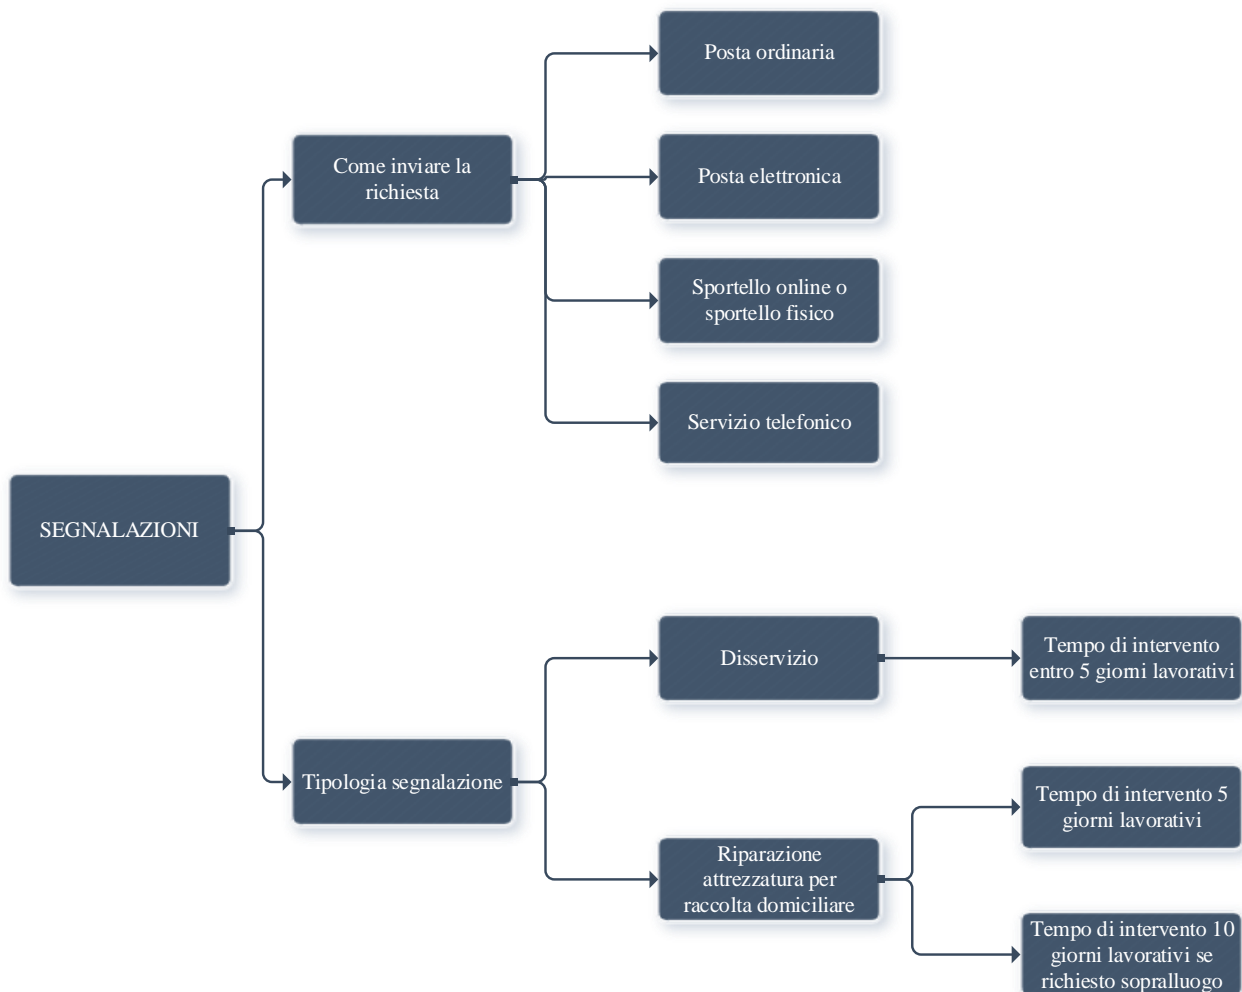 Posta ordinaria
Come inviare la
richiesta
Posta elettronica
Sportello online o
sportello fisico
Servizio telefonico
SEGNALAZIONI
Disservizio
Tempo di intervento
entro 5 giorni lavorativi
Tipologia segnalazione
Tempo di intervento 5
giorni lavorativi
Riparazione
attrezzatura per
raccolta domiciliare
Tempo di intervento 10
giorni lavorativi se
richiesto sopralluogo